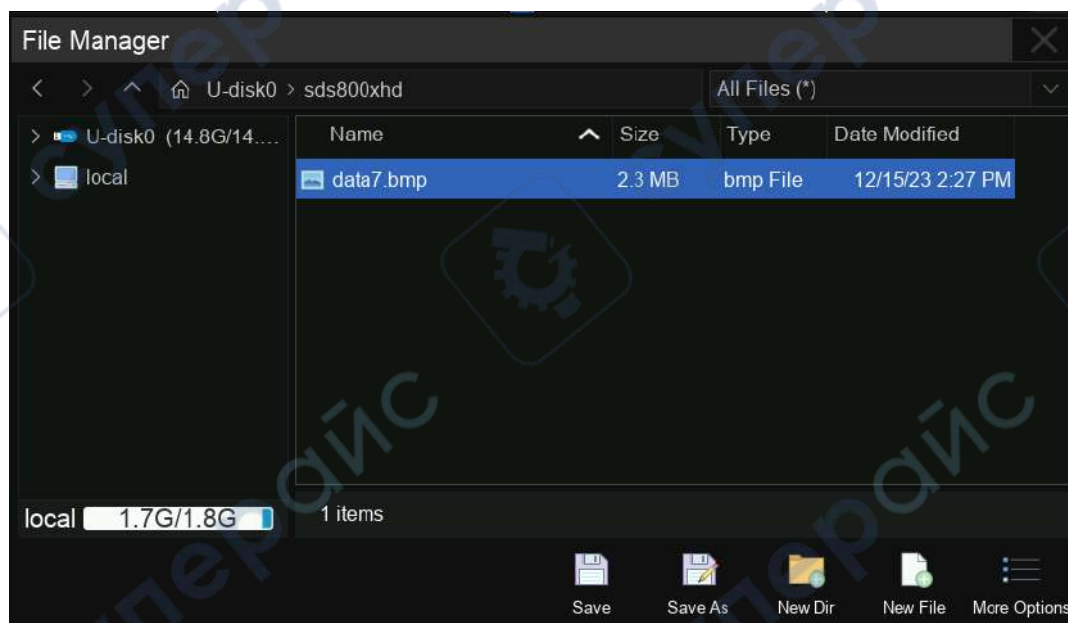 File Manager
U-disk0 > sds800xhd
All Files (*)
U-disk0 (14.8G/14....
local
Name Size Type Date Modified
data7.bmp 2.3 MB bmp File 12/15/23 2:27 PM
local 1.7G/1.8G
1 items
Save Save As New Dir New File More Options
суперайс